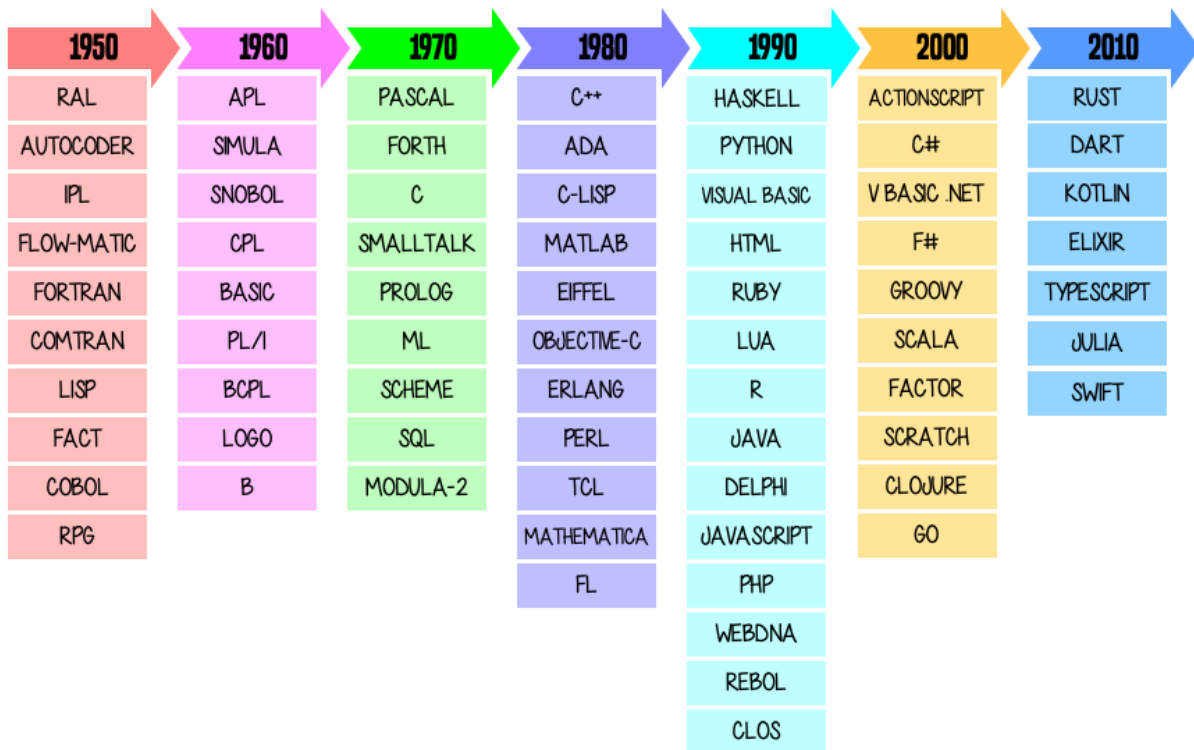 1950
RAL
AUTOCODER
IPL
FLOW-MATIC
FORTRAN
COMTRAN
LISP
FACT
COBOL
RPG
1960
APL
SIMULA
SNOBOL
CPL
BASIC
PL/I
BCPL
LOGO
B
1970
PASCAL
FORTH
C
SMALLTALK
PROLOG
ML
SCHEME
SQL
MODULA-2
1980
C++
ADA
C-LISP
MATLAB
EIFFEL
OBJECTIVE-C
ERLANG
PERL
TCL
MATHEMATICA
FL
1990
HASKELL
PYTHON
VISUAL BASIC
HTML
RUBY
LUA
R
JAVA
DELPHI
JAVASCRIPT
PHP
WEBDNA
REBOL
CLOS
2000
ACTIONSCRIPT
C#
V BASIC .NET
F#
GROOVY
SCALA
FACTOR
SCRATCH
CLOJURE
GO
2010
RUST
DART
KOTLIN
ELIXIR
TYPESCRIPT
JULIA
SWIFT